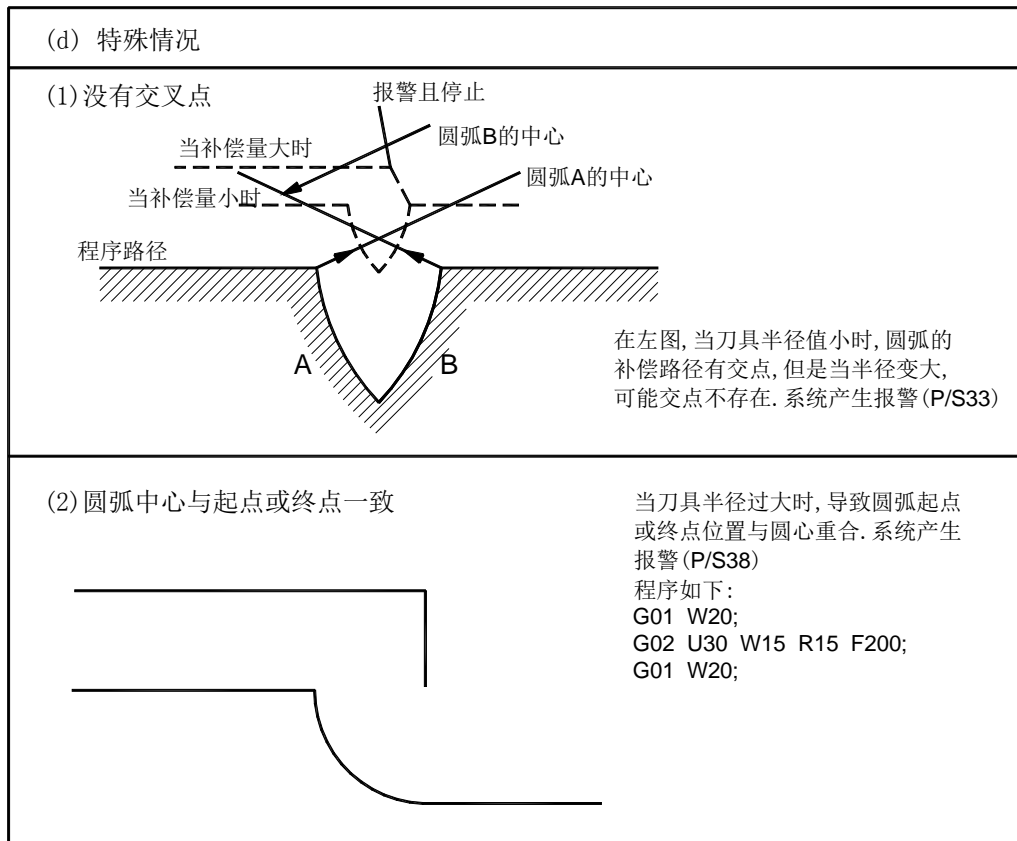 (d) 特殊情况
(1)没有交叉点
报警且停止
圆弧B的中心
当补偿量大时
圆弧A的中心
当补偿量小时
程序路径
A
B
在左图,当刀具半径值小时,圆弧的
补偿路径有交点,但是当半径变大,
可能交点不存在.系统产生报警(P/S33)
(2)圆弧中心与起点或终点一致
当刀具半径过大时,导致圆弧起点
或终点位置与圆心重合.系统产生
报警(P/S38)
程序如下:
G01 W20;
G02 U30 W15 R15 F200;
G01 W20;